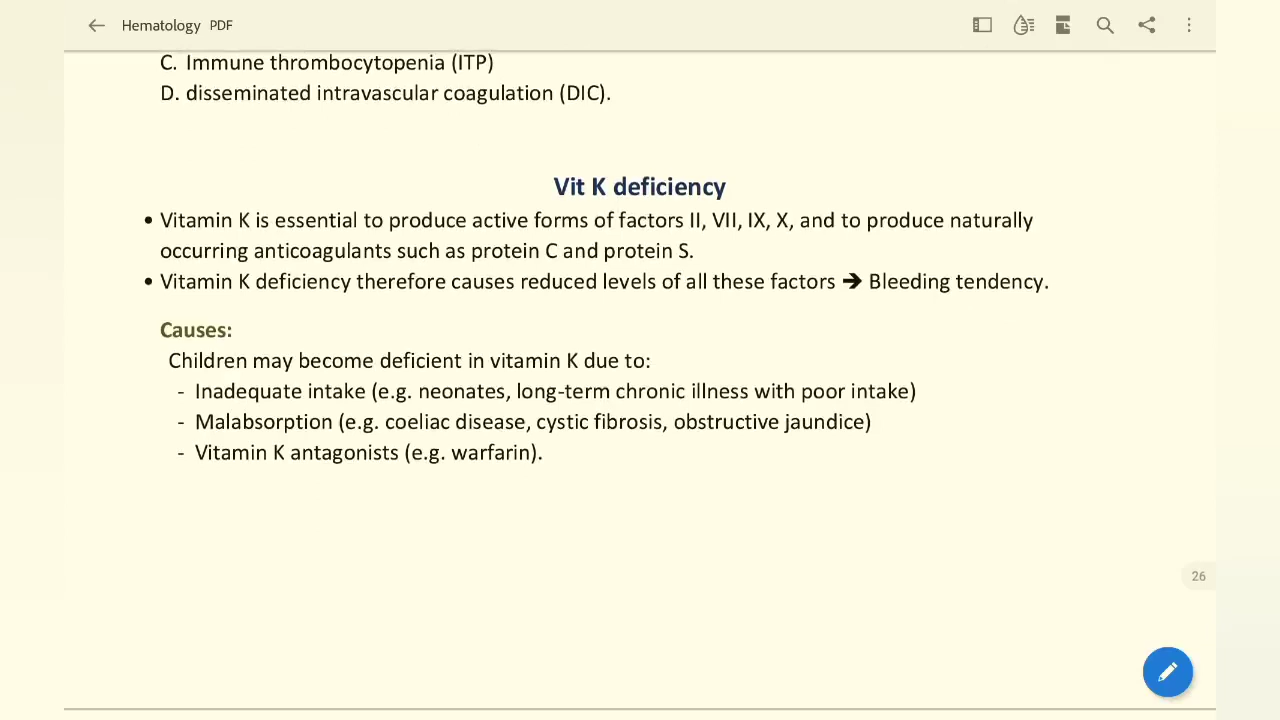 Hematology PDF
C. Immune thrombocytopenia (ITP)
D. disseminated intravascular coagulation (DIC).
Vit K deficiency
• Vitamin K is essential to produce active forms of factors II, VII, IX, X, and to produce naturally
occurring anticoagulants such as protein C and protein S.
• Vitamin K deficiency therefore causes reduced levels of all these factors ➔ Bleeding tendency.
Causes:
Children may become deficient in vitamin K due to:
- Inadequate intake (e.g. neonates, long-term chronic illness with poor intake)
- Malabsorption (e.g. coeliac disease, cystic fibrosis, obstructive jaundice)
- Vitamin K antagonists (e.g. warfarin).
26